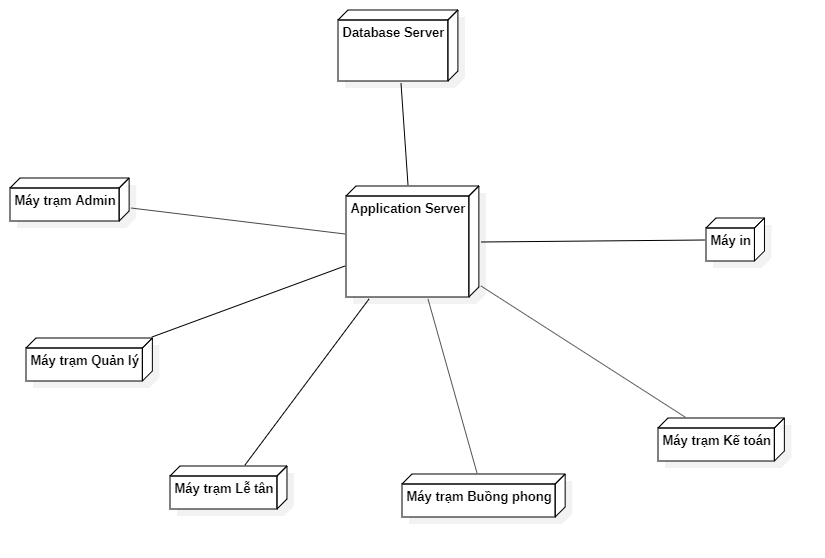 Database Server
Máy trạm Admin
Application Server
Máy in
Máy trạm Quản lý
Máy trạm Kế toán
Máy trạm Lễ tân
Máy trạm Buồng phong